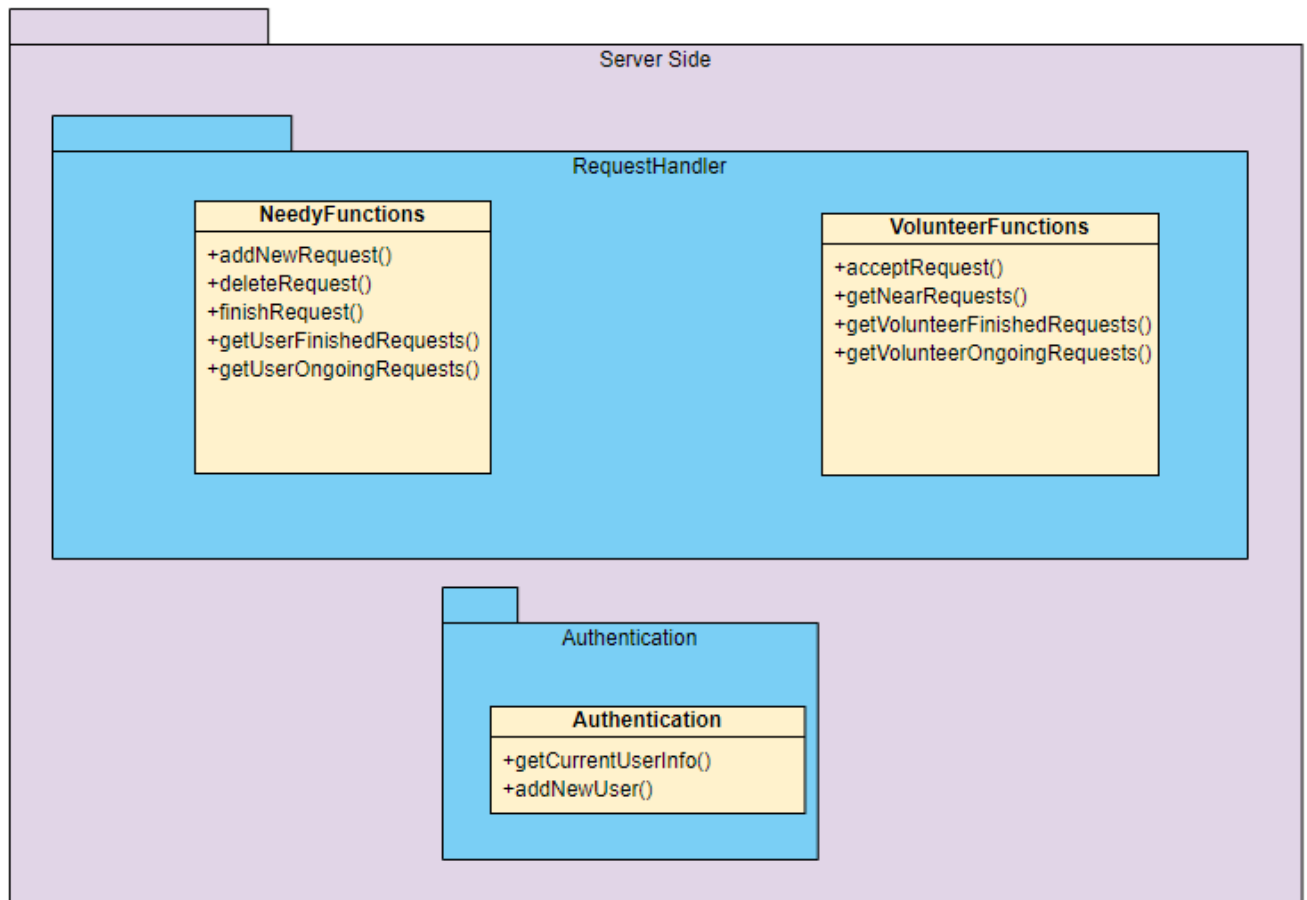 Server Side
RequestHandler
NeedyFunctions
+addNewRequest()
+deleteRequest()
+finishRequest()
+getUserFinishedRequests()
+getUserOngoingRequests()
VolunteerFunctions
+acceptRequest()
+getNearRequests()
+getVolunteerFinishedRequests()
+getVolunteerOngoingRequests()
Authentication
Authentication
+getCurrentUserInfo()
+addNewUser()